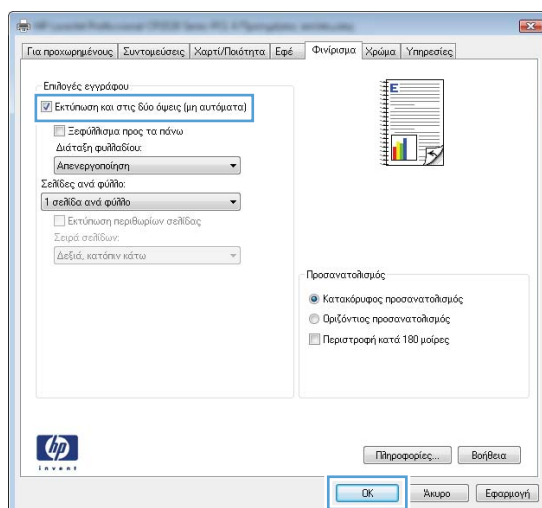 Για προχωρημένους Συντομεύσεις Χαρτί/Ποιότητα Εφέ Φινίρισμα Χρώμα Υπηρεσίες
Επιλογές εγγράφου
Εκτύπωση και στις δύο όψεις (μη αυτόματα)
Ξεφύλλισμα προς τα πάνω
Διάταξη φυλλαδίου:
Απενεργοποίηση
Σελίδες ανά φύλλο:
1 σελίδα ανά φύλλο
Εκτύπωση περιθωρίων σελίδας
Σειρά σελίδων:
Δεξιά, κατόπιν κάτω
E
Προσανατολισμός
Κατακόρυφος προσανατολισμός
Οριζόντιος προσανατολισμός
Περιστροφή κατά 180 μοίρες
hp
invent
Πληροφορίες... Βοήθεια
OK Άκυρο Εφαρμογή